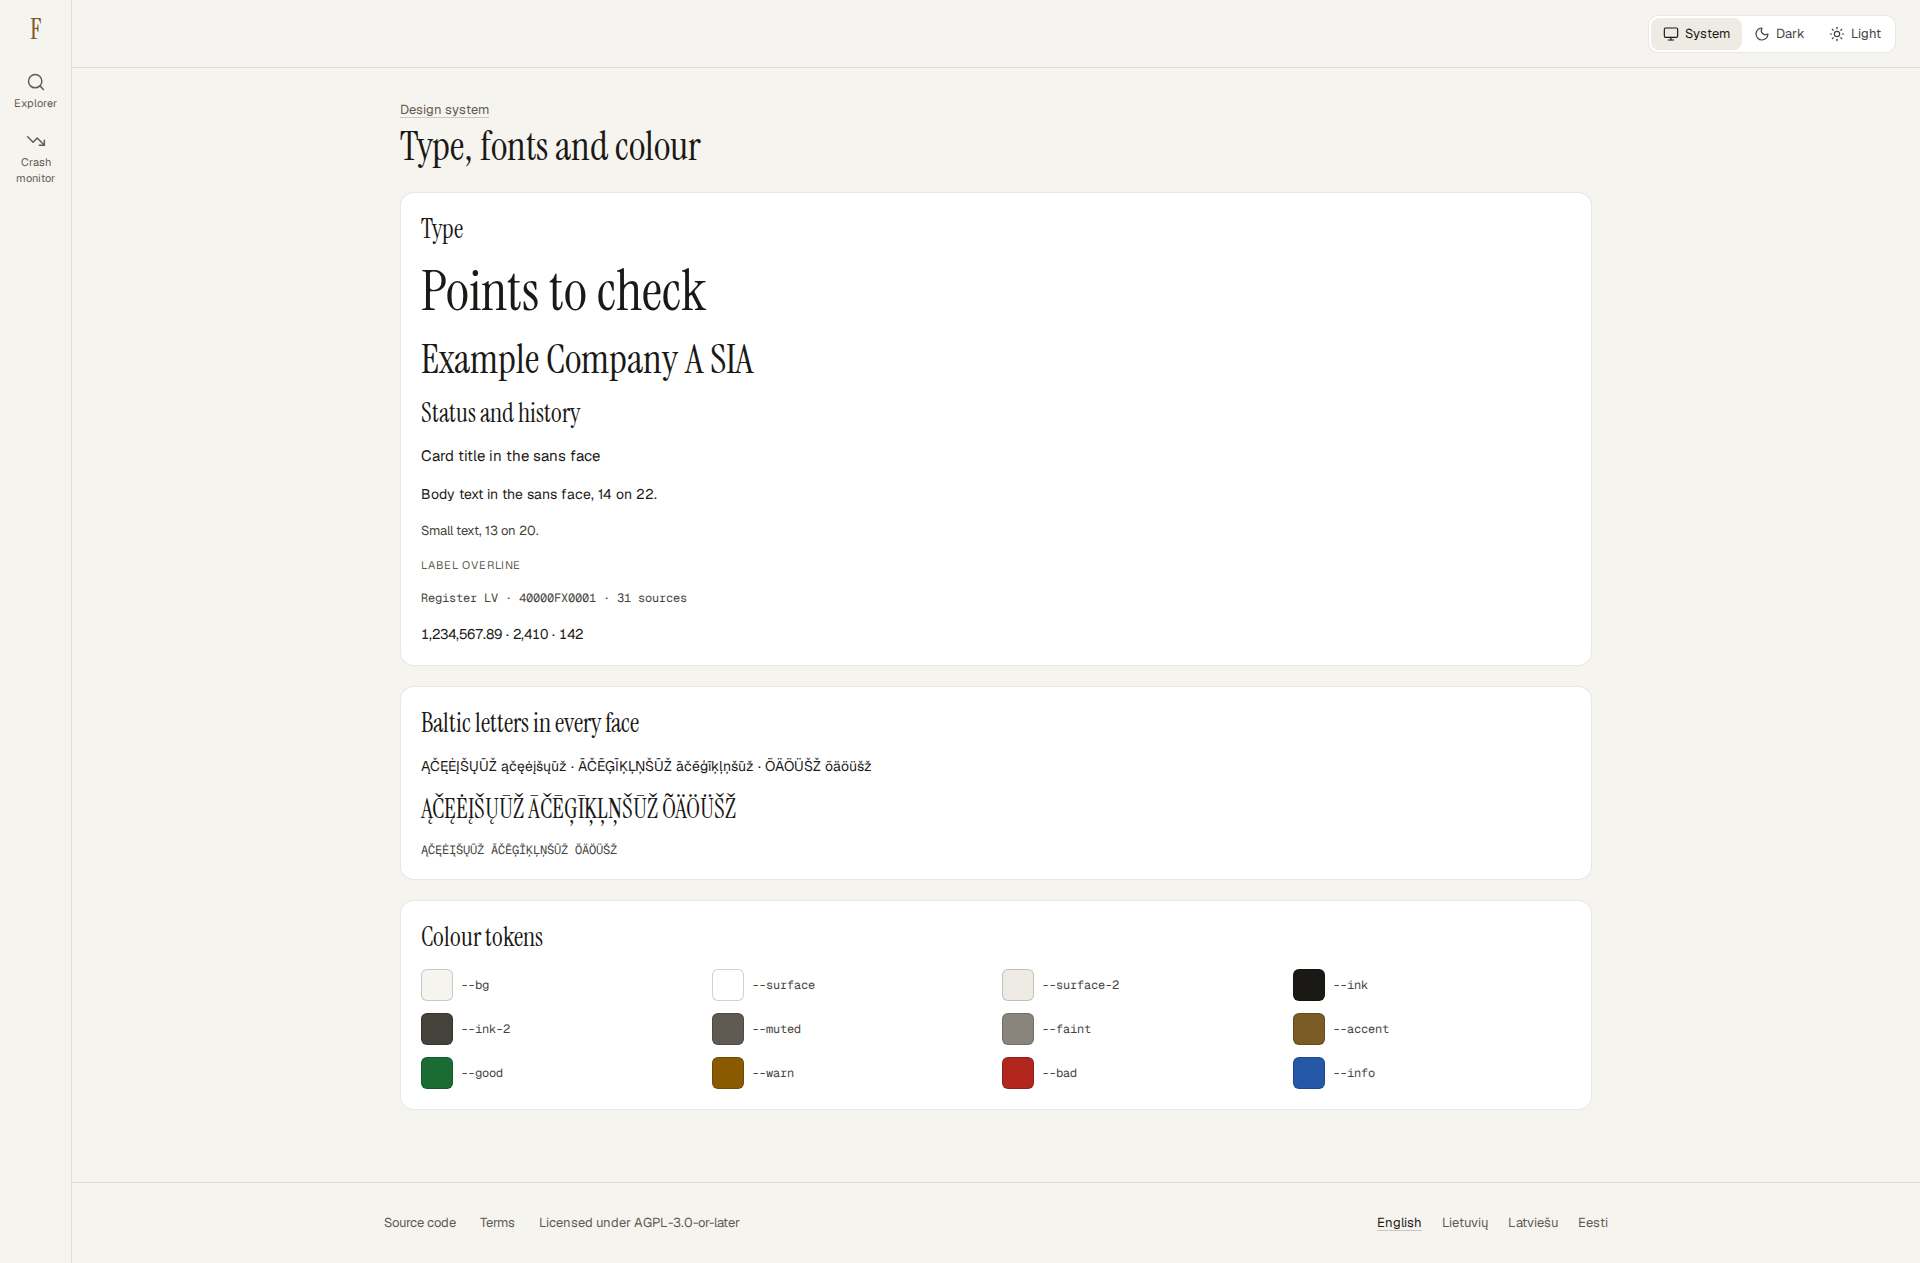 F
System Dark Light
Explorer
Crash
monitor
Design system
Type, fonts and colour
Type
Points to check
Example Company A SIA
Status and history
Card title in the sans face
Body text in the sans face, 14 on 22.
Small text, 13 on 20.
LABEL OVERLINE
Register LV · 40000FX0001 · 31 sources
1,234,567.89 · 2,410 · 142
Baltic letters in every face
ĄČĘĖĮŠŲŪŽ ąčęėįšųūž · ĀČĒĢĪĶĻŅŠŪŽ āčēģīķļņšūž · ÕÄÖÜŠŽ õäöüšž
ĄČĘĖĮŠŲŪŽ ĀČĒĢĪĶĻŅŠŪŽ ÕÄÖÜŠŽ
ĄČĘĖĮŠŲŪŽ ĀČĒĢĪĶĻŅŠŪŽ ÕÄÖÜŠŽ
Colour tokens
--bg --surface --surface-2 --ink
--ink-2 --muted --faint --accent
--good --warn --bad --info
Source code Terms Licensed under AGPL-3.0-or-later English Lietuvių Latviešu Eesti